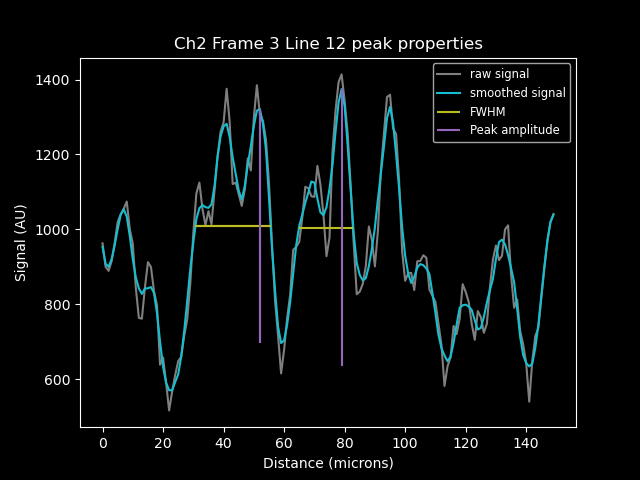 Ch2 Frame 3 Line 12 peak properties
raw signal
smoothed signal
FWHM
Peak amplitude
Signal (AU)
1400
1200
1000
800
600
0 20 40 60 80 100 120 140
Distance (microns)